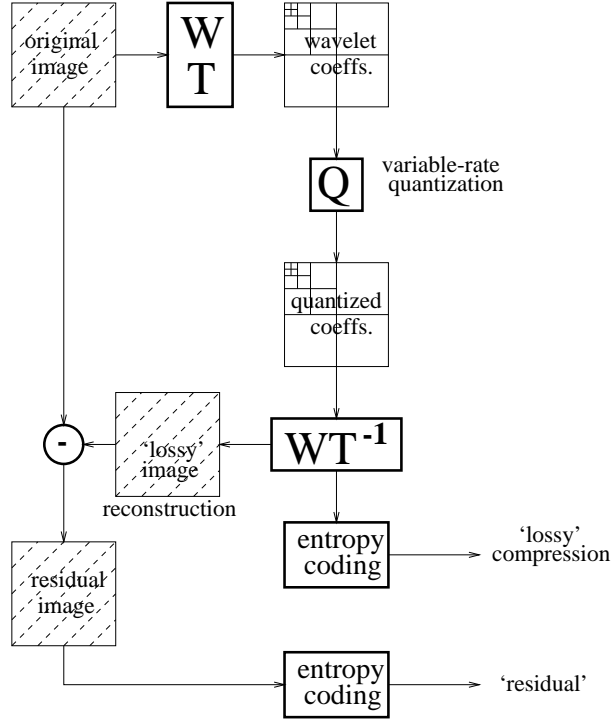 original
image
W
T
wavelet
coeffs.
Q
variable-rate
quantization
quantized
coeffs.
-
'lossy'
image
reconstruction
WT⁻¹
entropy
coding
'lossy'
compression
residual
image
entropy
coding
'residual'